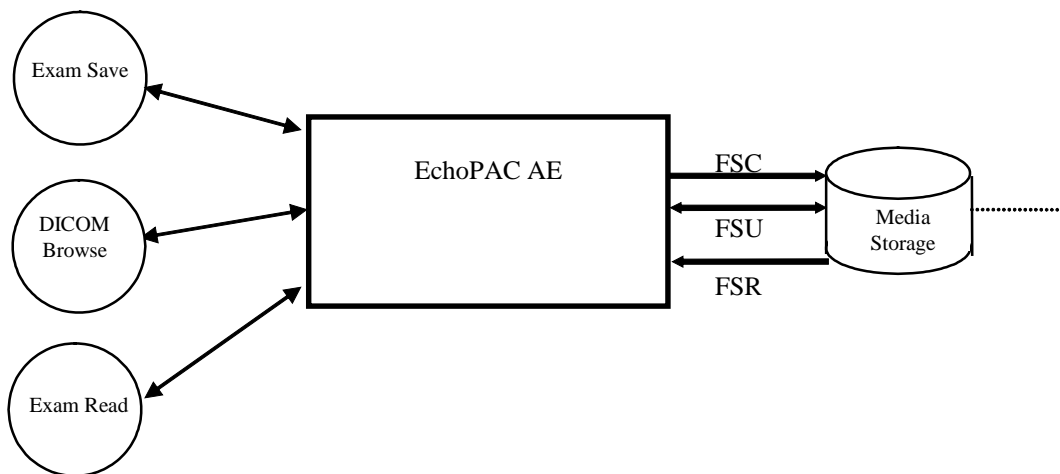 Exam Save
DICOM
Browse
Exam Read
EchoPAC AE
FSC
FSU
FSR
Media
Storage